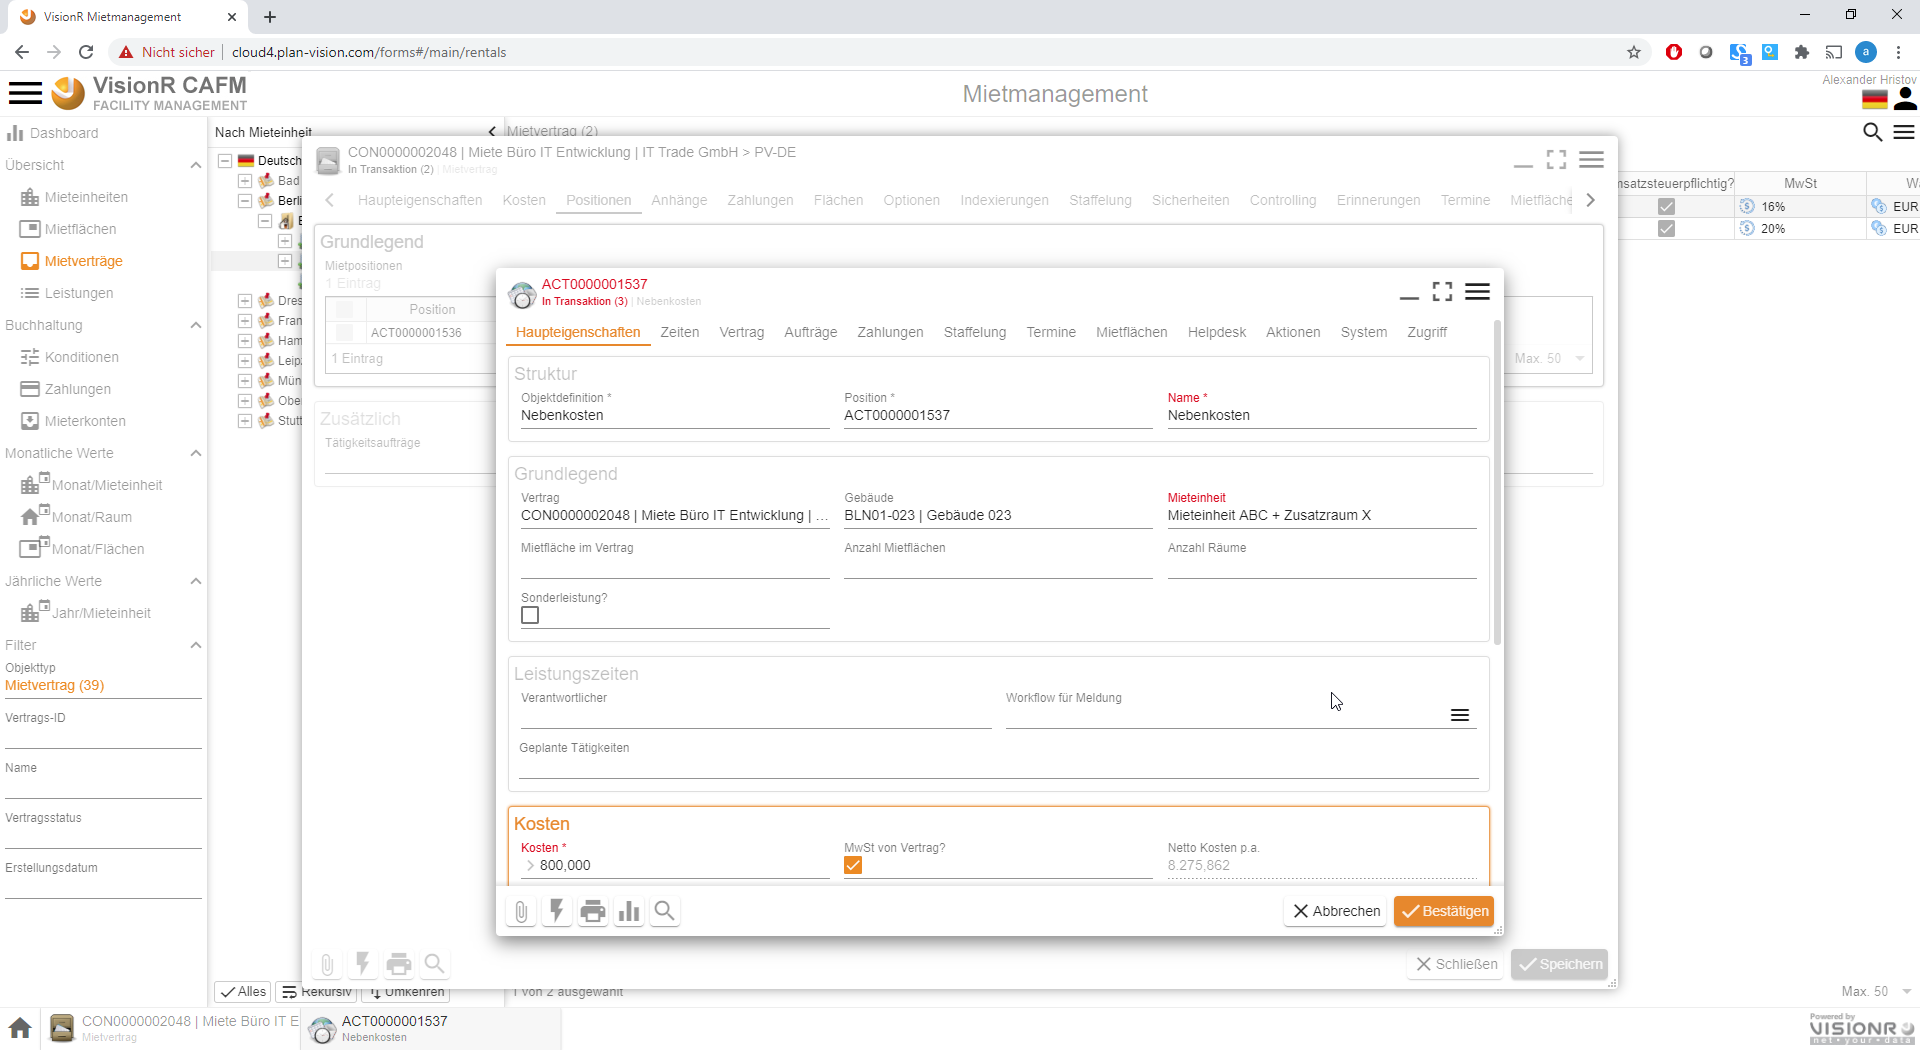 VisionR Mietmanagement
Nicht sicher
cloud4.plan-vision.com/forms#/main/rentals
3
a
VisionR CAFM
FACILITY MANAGEMENT
Mietmanagement
Alexander Hristov
Dashboard
Übersicht
Mieteinheiten
Mietflächen
Mietverträge
Leistungen
Buchhaltung
Konditionen
Zahlungen
Mieterkonten
Monatliche Werte
Monat/Mieteinheit
Monat/Raum
Monat/Flächen
Jährliche Werte
Jahr/Mieteinheit
Filter
Objekttyp
Mietvertrag (39)
Vertrags-ID
Name
Vertragsstatus
Erstellungsdatum
Nach Mieteinheit
Mietvertrag (2)
Deutsch
Bad
Berli
Dres
Fran
Ham
Leip
Mün
Obe
Stutt
Alles
Rekursiv
Umkehren
1 von 2 ausgewählt
Max. 50
nsatzsteuerpflichtig?
MwSt
Wä
16%
EUR
20%
EUR
CON0000002048 | Miete Büro IT Entwicklung | IT Trade GmbH > PV-DE
In Transaktion (2) | Mietvertrag
Haupteigenschaften
Kosten
Positionen
Anhänge
Zahlungen
Flächen
Optionen
Indexierungen
Staffelung
Sicherheiten
Controlling
Erinnerungen
Termine
Mietfläche
Grundlegend
Mietpositionen
1 Eintrag
Position
ACT0000001536
1 Eintrag
Max. 50
Zusätzlich
Tätigkeitsaufträge
Schließen
Speichern
ACT0000001537
In Transaktion (3) | Nebenkosten
Haupteigenschaften
Zeiten
Vertrag
Aufträge
Zahlungen
Staffelung
Termine
Mietflächen
Helpdesk
Aktionen
System
Zugriff
Struktur
Objektdefinition *
Nebenkosten
Position *
ACT0000001537
Name *
Nebenkosten
Grundlegend
Vertrag
CON0000002048 | Miete Büro IT Entwicklung | ...
Gebäude
BLN01-023 | Gebäude 023
Mieteinheit
Mieteinheit ABC + Zusatzraum X
Mietfläche im Vertrag
Anzahl Mietflächen
Anzahl Räume
Sonderleistung?
Leistungszeiten
Verantwortlicher
Workflow für Meldung
Geplante Tätigkeiten
Kosten
Kosten *
800,000
MwSt von Vertrag?
Netto Kosten p.a.
8.275,862
Abbrechen
Bestätigen
CON0000002048 | Miete Büro IT E
Mietvertrag
ACT0000001537
Nebenkosten
Powered by
VISIONR
net • your • data